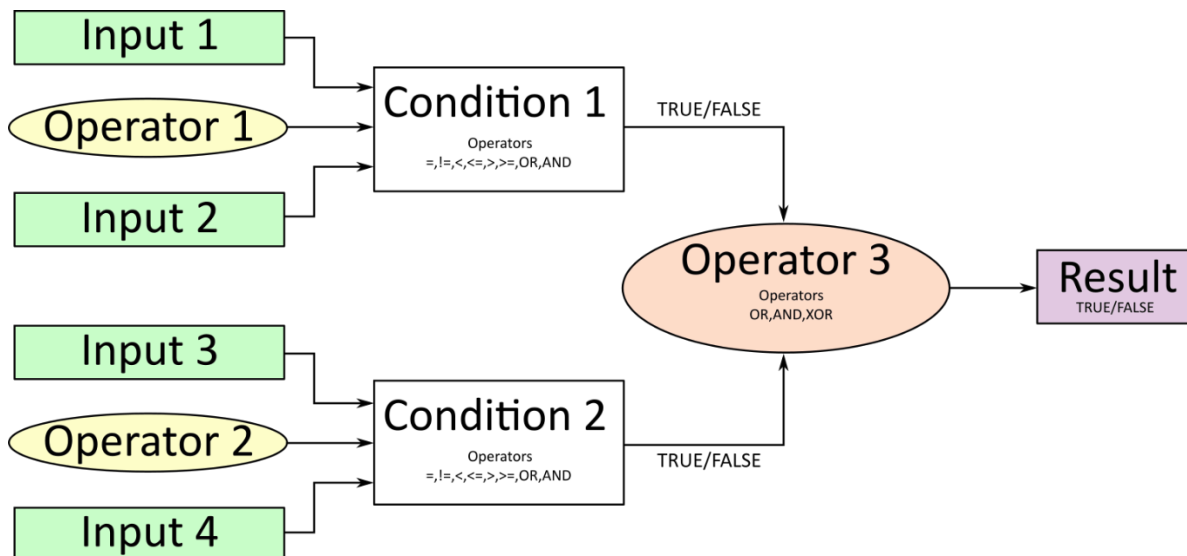 Input 1
Operator 1
Input 2
Condition 1
Operators
=,!=,<,<=,>,>=,OR,AND
TRUE/FALSE
Input 3
Operator 2
Input 4
Condition 2
Operators
=,!=,<,<=,>,>=,OR,AND
TRUE/FALSE
Operator 3
Operators
OR,AND,XOR
Result
TRUE/FALSE